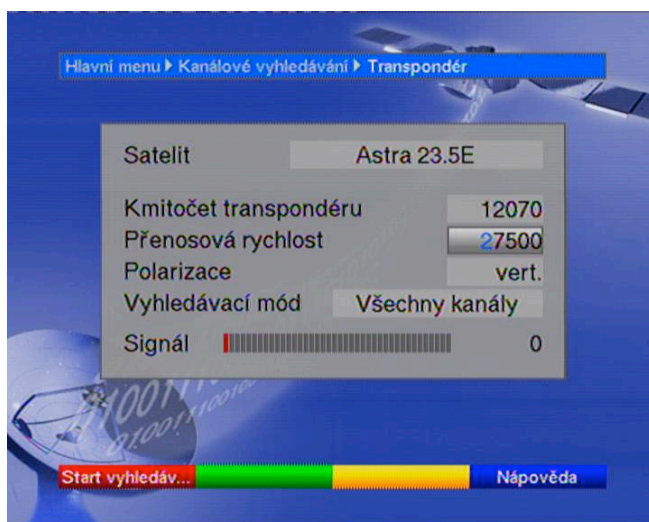 Hlavní menu ▶ Kanálové vyhledávání ▶ Transpondér
Satelit Astra 23.5E
Kmitočet transpondéru 12070
Přenosová rychlost 27500
Polarizace vert.
Vyhledávací mód Všechny kanály
Signál 0
Start vyhledáv... Nápověda